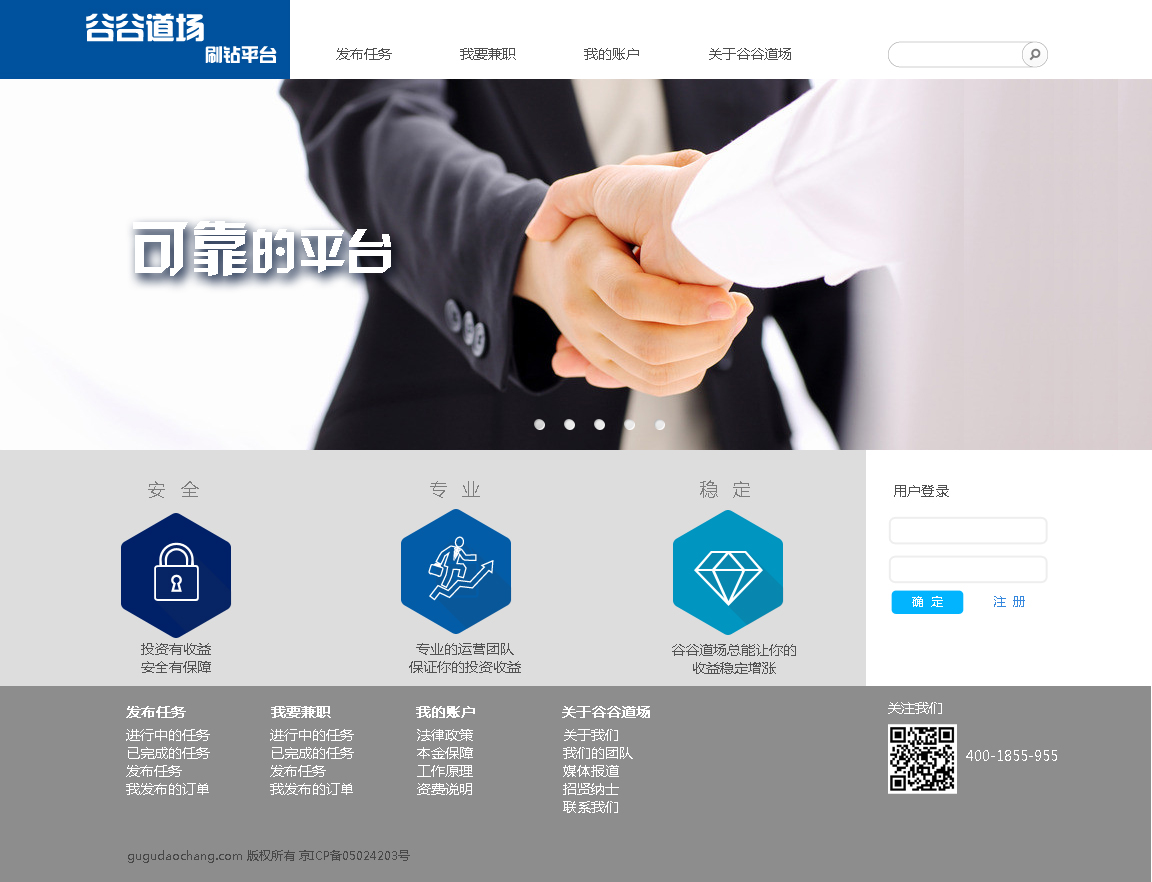 谷谷道场
刷钻平台
发布任务 我要兼职 我的账户 关于谷谷道场
可靠的平台
安 全 专 业 稳 定
用户登录
确 定 注 册
投资有收益
安全有保障
专业的运营团队
保证你的投资收益
谷谷道场总能让你的
收益稳定增涨
发布任务
进行中的任务
已完成的任务
发布任务
我发布的订单
我要兼职
进行中的任务
已完成的任务
发布任务
我发布的订单
我的账户
法律政策
本金保障
工作原理
资费说明
关于谷谷道场
关于我们
我们的团队
媒体报道
招贤纳士
联系我们
关注我们
400-1855-955
gugudaochang.com 版权所有 京ICP备05024203号